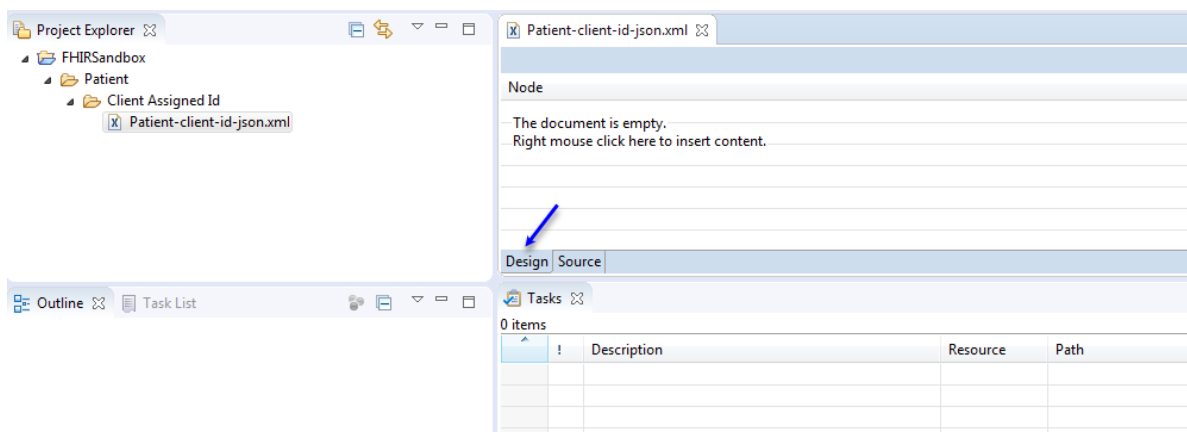 Project Explorer
FHIRSandbox
Patient
Client Assigned Id
Patient-client-id-json.xml
Patient-client-id-json.xml
Node
The document is empty.
Right mouse click here to insert content.
Design Source
Outline Task List
Tasks
0 items
! Description Resource Path